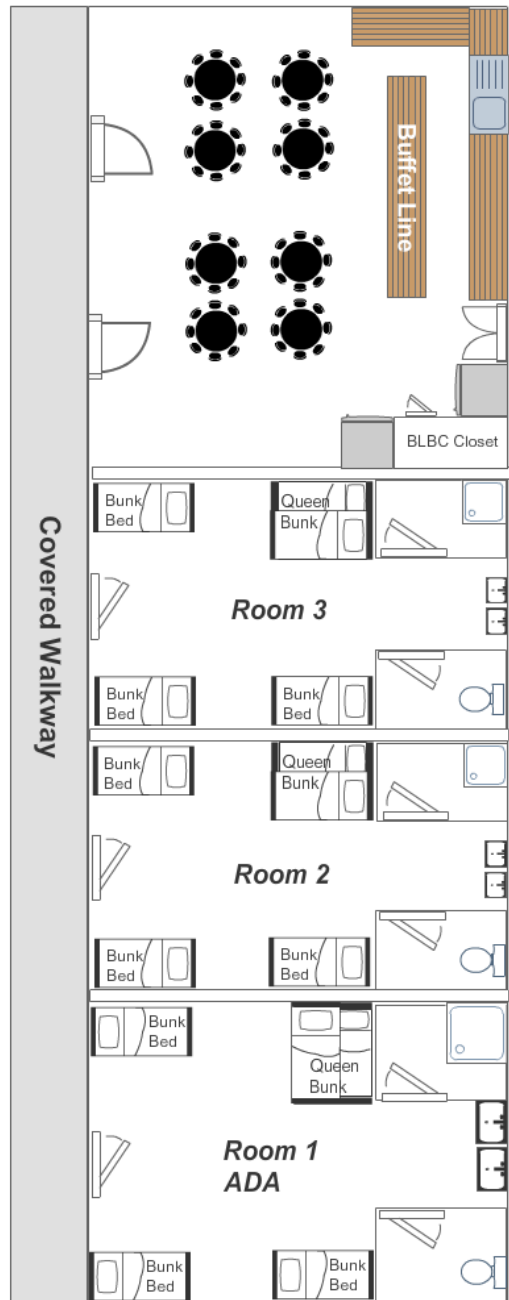 Buffet Line
BLBC Closet
Covered Walkway
Bunk
Bed
Queen
Bunk
Room 3
Bunk
Bed
Bunk
Bed
Bunk
Bed
Queen
Bunk
Room 2
Bunk
Bed
Bunk
Bed
Bunk
Bed
Queen
Bunk
Room 1
ADA
Bunk
Bed
Bunk
Bed